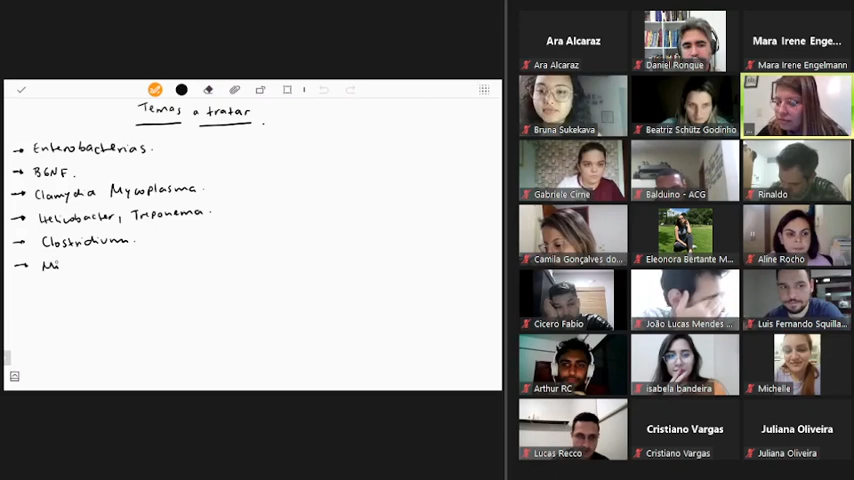 Temas a tratar.
→ Enterobacterias.
→ BGNF.
→ Clamydia Mycoplasma.
→ Helicobacter, Triponema.
→ Clostridium.
→ Mi
Ara Alcaraz
Mara Irene Enge...
Ara Alcaraz
Daniel Ronque
Mara Irene Engelmann
Bruna Sukekava
Beatriz Schütz Godinho
...
Gabriele Cirne
Balduino - ACG
Rinaldo
Camila Gonçalves do...
Eleonora Bertante M...
Aline Rocho
Cicero Fabio
João Lucas Mendes ...
Luis Fernando Squilla...
Arthur RC
isabela bandeira
Michelle
Cristiano Vargas
Juliana Oliveira
Lucas Recco
Cristiano Vargas
Juliana Oliveira